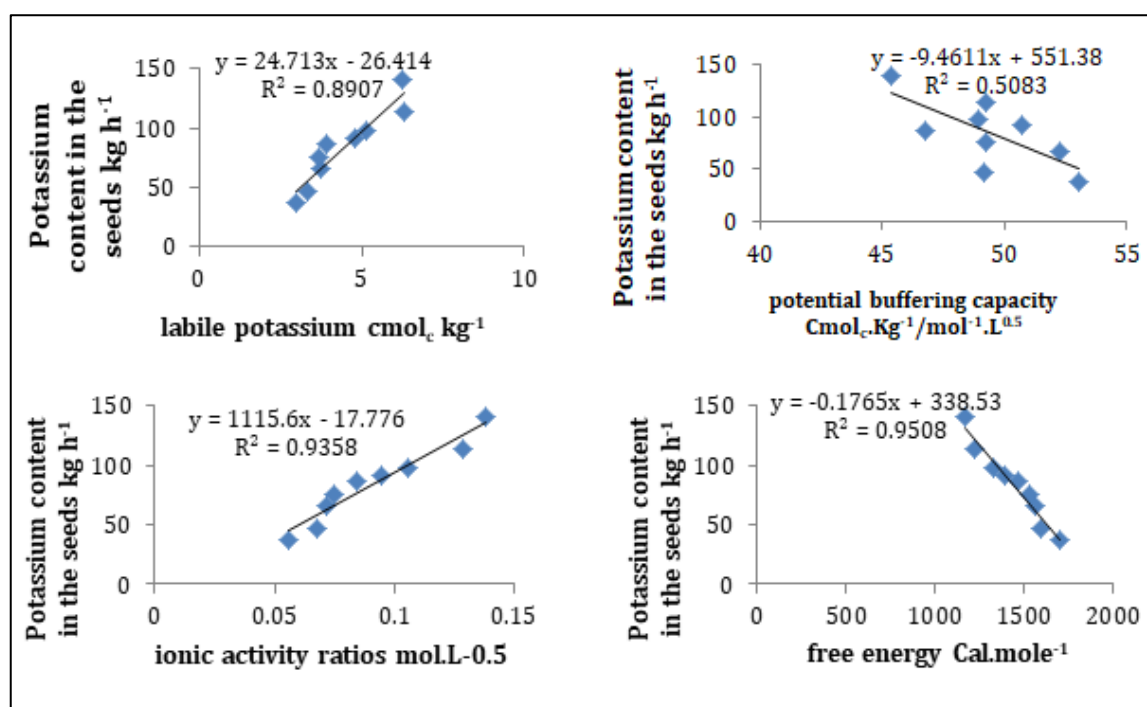 y = 24.713x - 26.414
R² = 0.8907
Potassium
content in the
seeds kg h⁻¹
150
100
50
0
0
5
10
labile potassium cmol꜀ kg⁻¹
y = -9.4611x + 551.38
R² = 0.5083
Potassium content
in the seeds kg h⁻¹
150
100
50
0
40
45
50
55
potential buffering capacity
Cmol꜀.Kg⁻¹/mol⁻¹.L⁰·⁵
y = 1115.6x - 17.776
R² = 0.9358
Potassium content
in the seeds kg h⁻¹
150
100
50
0
0
0.05
0.1
0.15
ionic activity ratios mol.L-0.5
y = -0.1765x + 338.53
R² = 0.9508
Potassium content
in the seeds kg h⁻¹
150
100
50
0
0
500
1000
1500
2000
free energy Cal.mole⁻¹